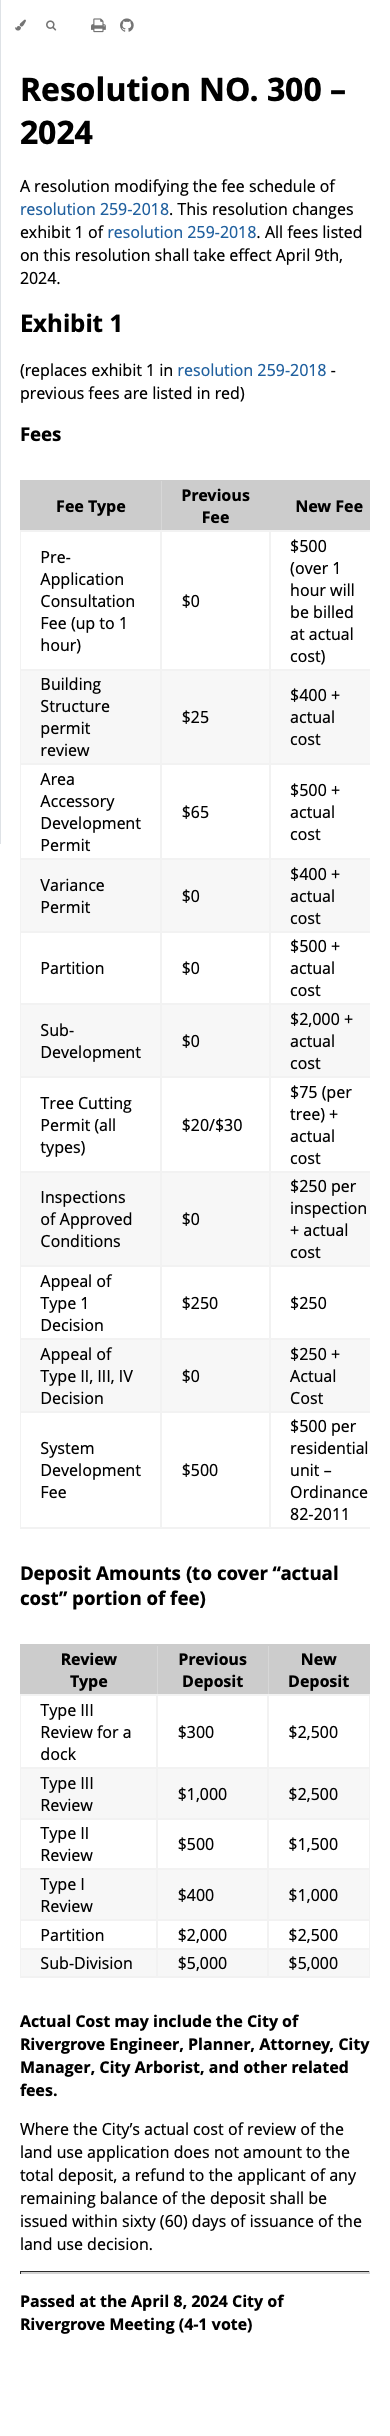 Resolution NO. 300 –
2024
A resolution modifying the fee schedule of
resolution 259-2018. This resolution changes
exhibit 1 of resolution 259-2018. All fees listed
on this resolution shall take effect April 9th,
2024.
Exhibit 1
(replaces exhibit 1 in resolution 259-2018 -
previous fees are listed in red)
Fees
Fee Type
Previous
Fee
New Fee
Pre-
Application
Consultation
Fee (up to 1
hour)
$0
$500
(over 1
hour will
be billed
at actual
cost)
Building
Structure
permit
review
$25
$400 +
actual
cost
Area
Accessory
Development
Permit
$65
$500 +
actual
cost
Variance
Permit
$0
$400 +
actual
cost
Partition
$0
$500 +
actual
cost
Sub-
Development
$0
$2,000 +
actual
cost
Tree Cutting
Permit (all
types)
$20/$30
$75 (per
tree) +
actual
cost
Inspections
of Approved
Conditions
$0
$250 per
inspection
+ actual
cost
Appeal of
Type 1
Decision
$250
$250
Appeal of
Type II, III, IV
Decision
$0
$250 +
Actual
Cost
System
Development
Fee
$500
$500 per
residential
unit –
Ordinance
82-2011
Deposit Amounts (to cover “actual
cost” portion of fee)
Review
Type
Previous
Deposit
New
Deposit
Type III
Review for a
dock
$300
$2,500
Type III
Review
$1,000
$2,500
Type II
Review
$500
$1,500
Type I
Review
$400
$1,000
Partition
$2,000
$2,500
Sub-Division
$5,000
$5,000
Actual Cost may include the City of
Rivergrove Engineer, Planner, Attorney, City
Manager, City Arborist, and other related
fees.
Where the City’s actual cost of review of the
land use application does not amount to the
total deposit, a refund to the applicant of any
remaining balance of the deposit shall be
issued within sixty (60) days of issuance of the
land use decision.
Passed at the April 8, 2024 City of
Rivergrove Meeting (4-1 vote)